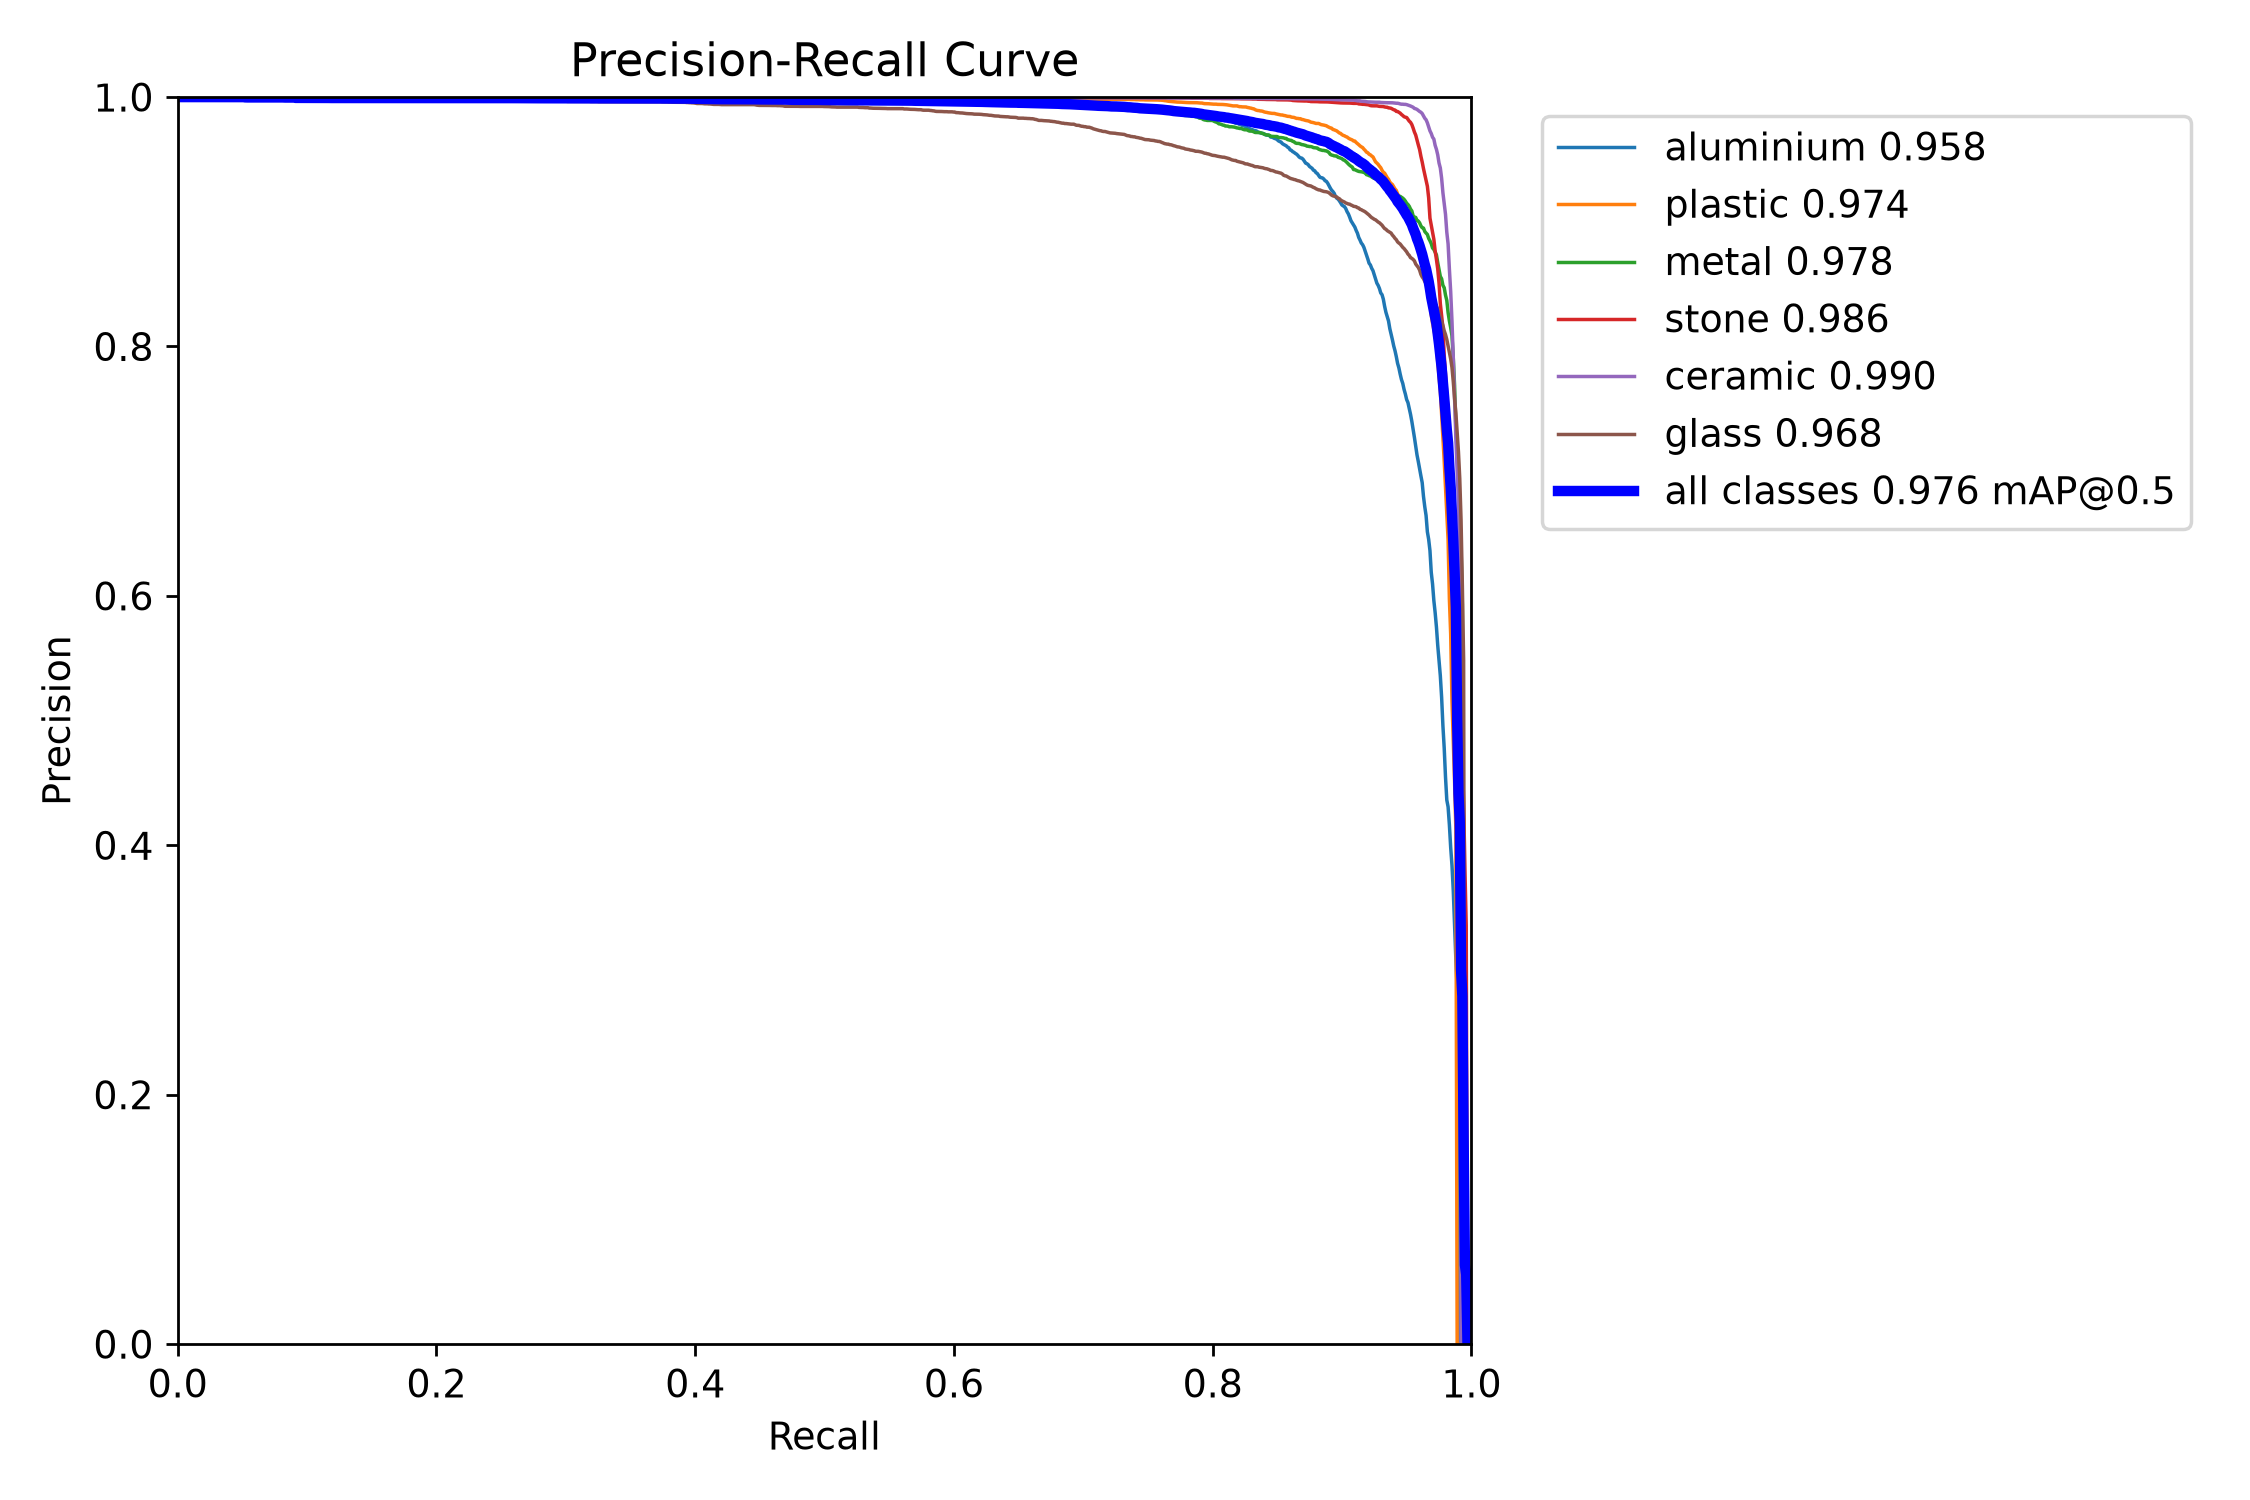 Precision-Recall Curve
1.0
0.8
0.6
0.4
0.2
0.0
Precision
0.0 0.2 0.4 0.6 0.8 1.0
Recall
aluminium 0.958
plastic 0.974
metal 0.978
stone 0.986
ceramic 0.990
glass 0.968
all classes 0.976 mAP@0.5